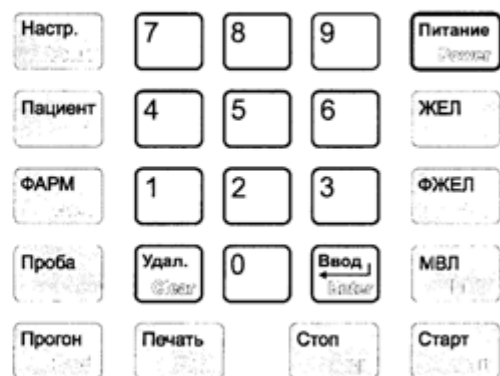 Настр. 7 8 9 Питание
Power
Пациент 4 5 6 ЖЕЛ
ФАРМ 1 2 3 ФЖЕЛ
Проба Удал. 0 Ввод МВЛ
Clear Enter
Прогон Печать Стоп Старт